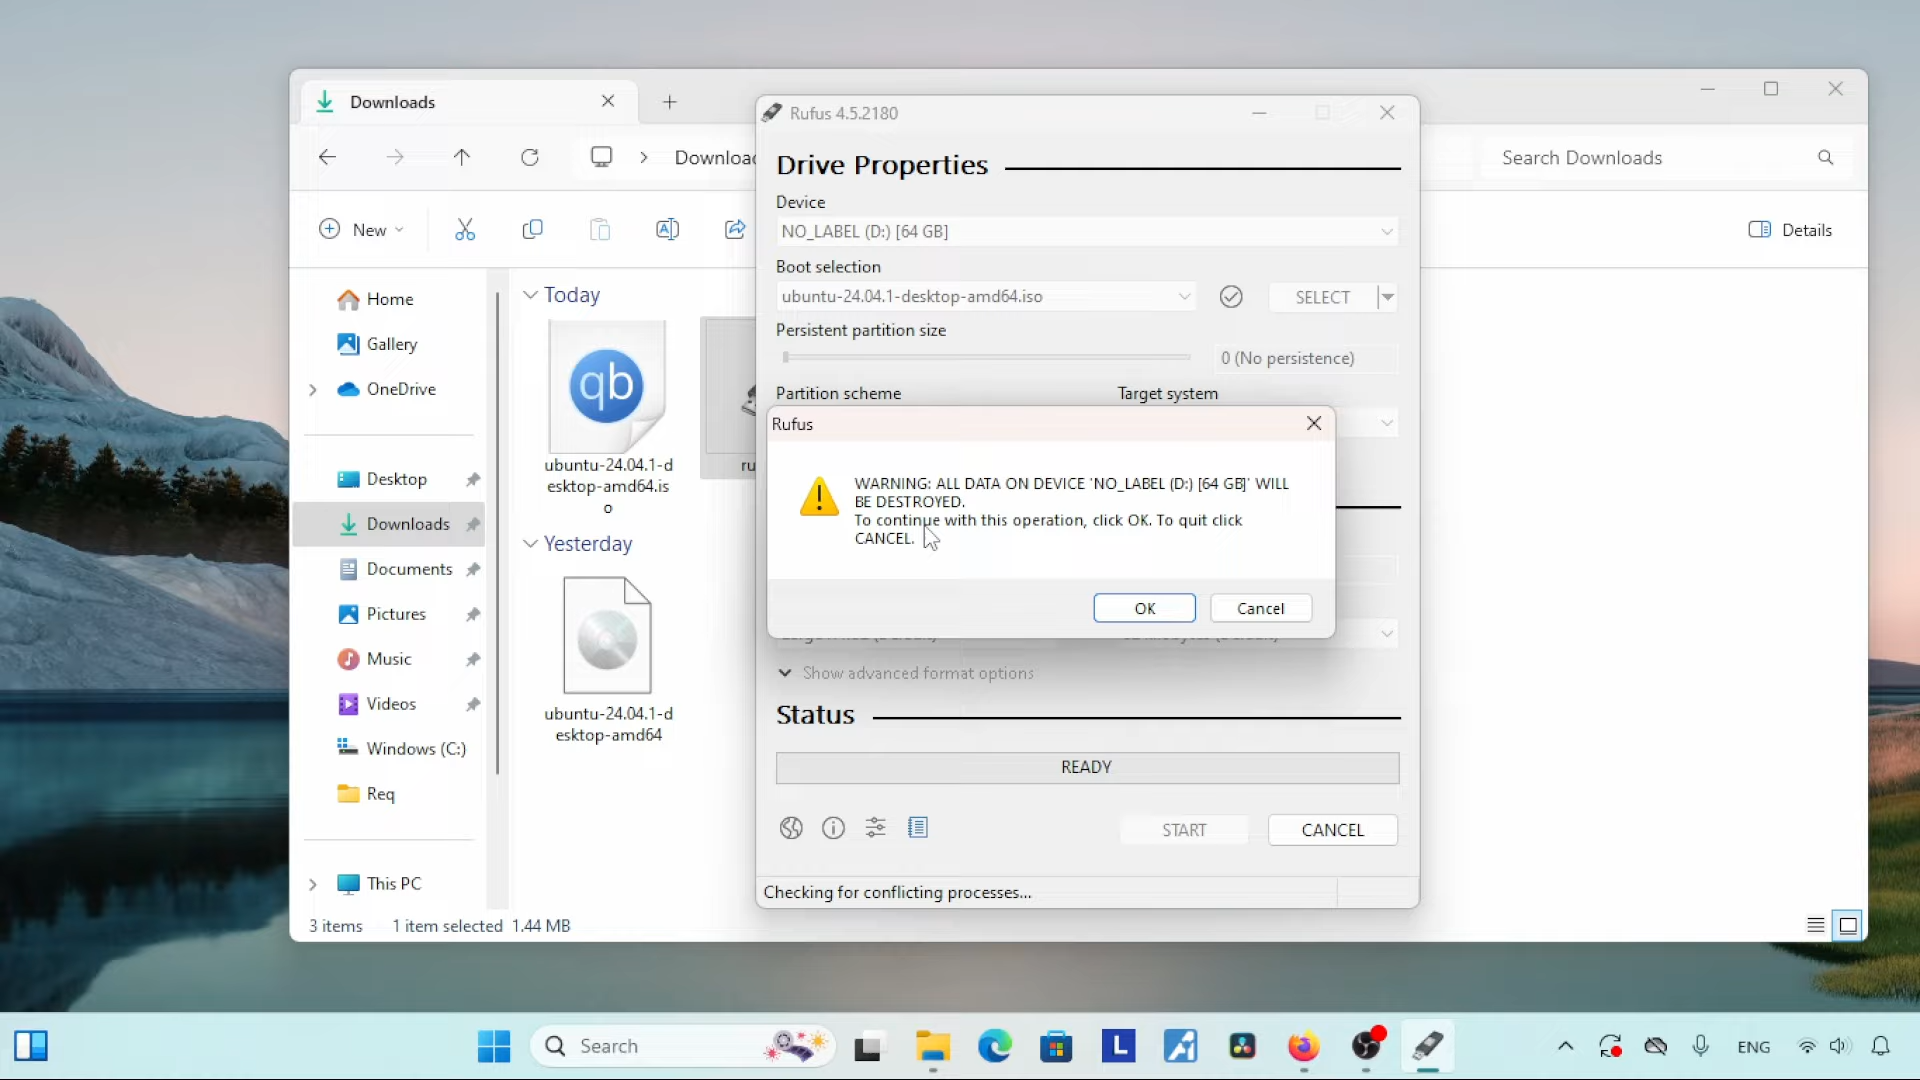 Downloads
Downloa
Search Downloads
New
Details
Home
Gallery
OneDrive
Desktop
Downloads
Documents
Pictures
Music
Videos
Windows (C:)
Req
This PC
Today
qb
ubuntu-24.04.1-d
esktop-amd64.is
o
ru
Yesterday
ubuntu-24.04.1-d
esktop-amd64
3 items
1 item selected 1.44 MB
Rufus 4.5.2180
Drive Properties
Device
NO_LABEL (D:) [64 GB]
Boot selection
ubuntu-24.04.1-desktop-amd64.iso
SELECT
Persistent partition size
0 (No persistence)
Partition scheme
Target system
Rufus
WARNING: ALL DATA ON DEVICE 'NO_LABEL (D:) [64 GB]' WILL
BE DESTROYED.
To continue with this operation, click OK. To quit click
CANCEL.
OK
Cancel
Show advanced format options
Status
READY
START
CANCEL
Checking for conflicting processes...
Search
L
ENG